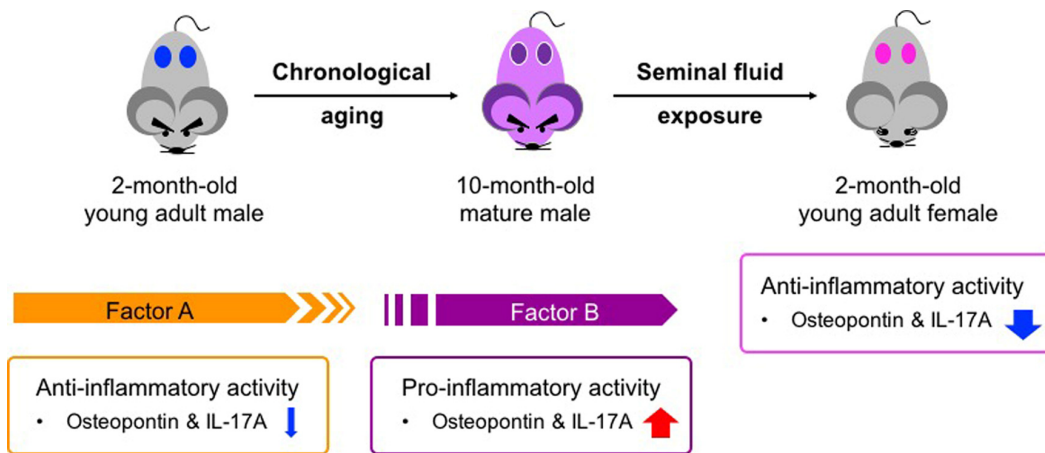 Chronological
aging
Seminal fluid
exposure
2-month-old
young adult male
10-month-old
mature male
2-month-old
young adult female
Factor A
Factor B
Anti-inflammatory activity
• Osteopontin & IL-17A
Pro-inflammatory activity
• Osteopontin & IL-17A
Anti-inflammatory activity
• Osteopontin & IL-17A